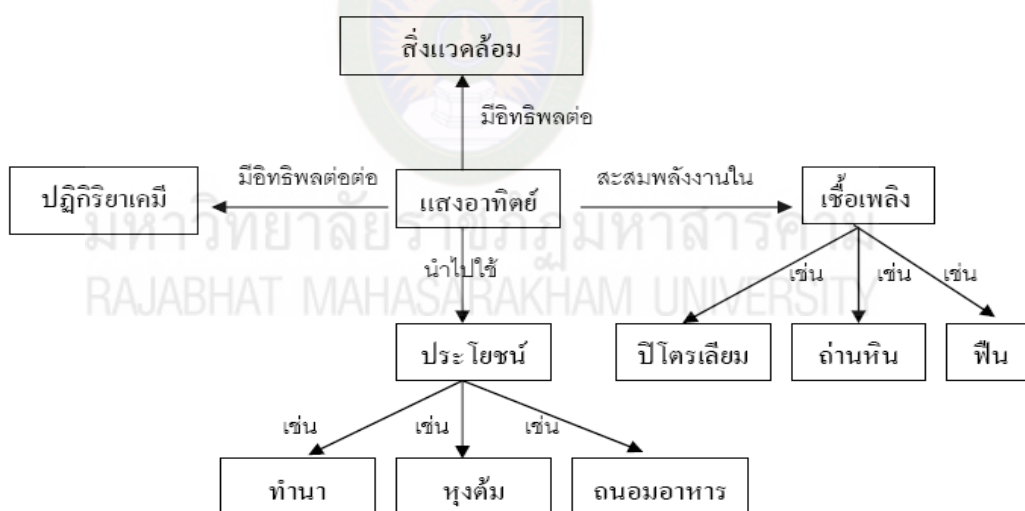 สิ่งแวดล้อม
มีอิทธิพลต่อ
ปฏิกิริยาเคมี
มีอิทธิพลต่อต่อ
แสงอาทิตย์
สะสมพลังงานใน
เชื้อเพลิง
มหาวิทยาลัยราชภัฏมหาสารคาม
RAJABHAT MAHASARAKHAM UNIVERSITY
นำไปใช้
เช่น เช่น เช่น
ประโยชน์
ปิโตรเลียม
ถ่านหิน
ฟืน
เช่น เช่น เช่น
ทำนา
หุงต้ม
ถนอมอาหาร